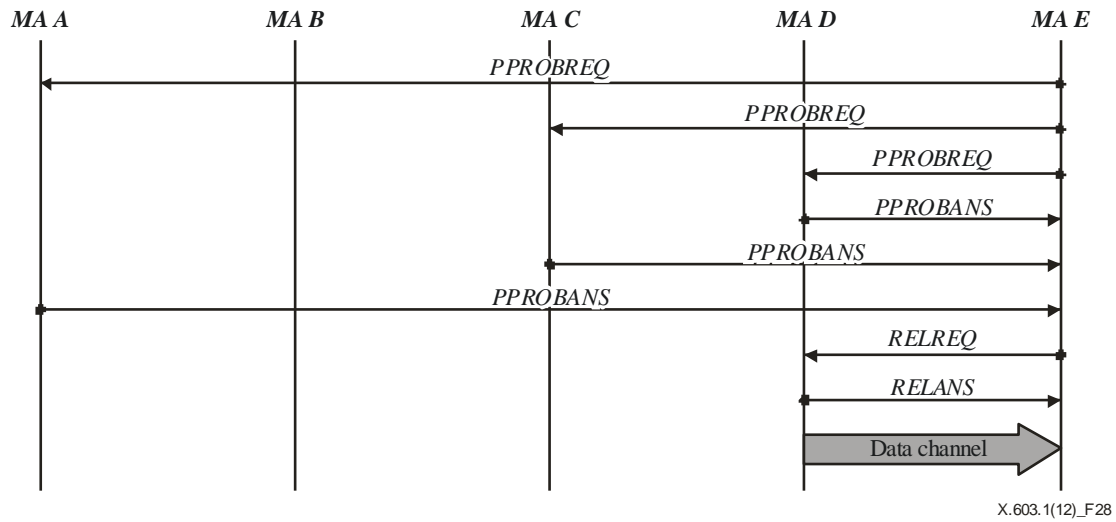 MA A MA B MA C MA D MA E
PPROBREQ
PPROBREQ
PPROBREQ
PPROBANS
PPROBANS
PPROBANS
RELREQ
RELANS
Data channel
X.603.1(12)_F28